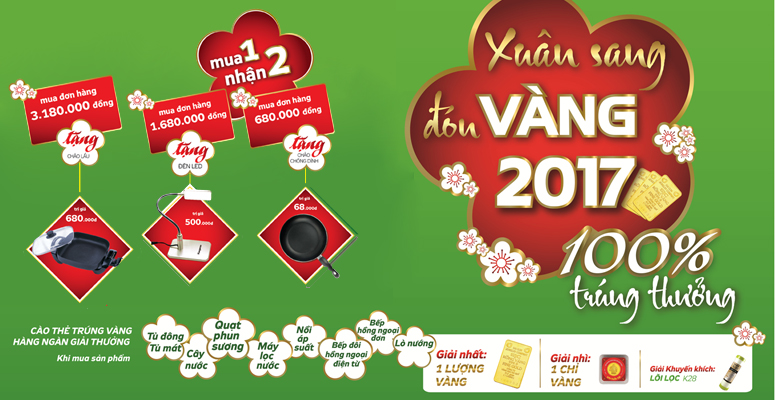 mua 1
nhận 2
mua đơn hàng
3.180.000 đồng
tặng
CHẢO LẨU
trị giá
680.000đ
mua đơn hàng
1.680.000 đồng
tặng
ĐÈN LED
trị giá
500.000đ
mua đơn hàng
680.000 đồng
tặng
CHẢO
CHỐNG DÍNH
trị giá
68.000đ
Xuân sang
đón VÀNG
2017
100%
trúng thưởng
CÀO THẺ TRÚNG VÀNG
HÀNG NGÀN GIẢI THƯỞNG
Khi mua sản phẩm
Tủ đông
Tủ mát
Cây
nước
Quạt
phun
sương
Máy
lọc
nước
Nồi
áp
suất
Bếp đôi
hồng ngoại
điện từ
Bếp
hồng ngoại
đơn
Lò nướng
Giải nhất:
1 LƯỢNG
VÀNG
Giải nhì:
1 CHỈ
VÀNG
Giải Khuyến khích:
LÕI LỌC K28